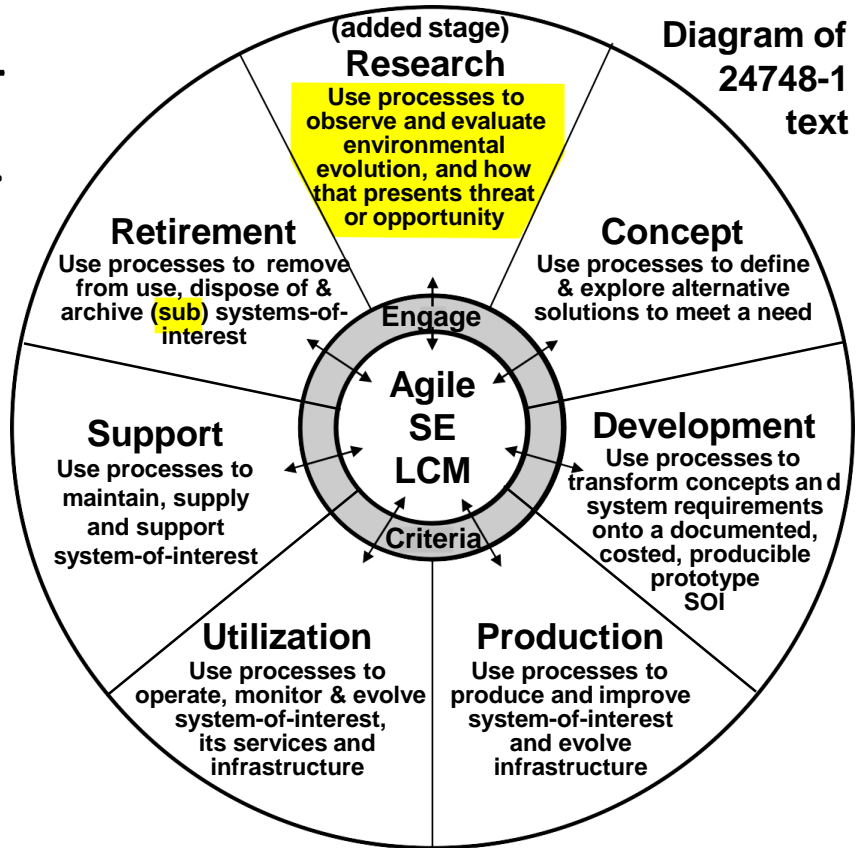 Diagram of
24748-1
text
(added stage)
Research
Use processes to
observe and evaluate
environmental
evolution, and how
that presents threat
or opportunity
Concept
Use processes to define
& explore alternative
solutions to meet a need
Development
Use processes to
transform concepts and
system requirements
onto a documented,
costed, producible
prototype
SOI
Production
Use processes to
produce and improve
system-of-interest
and evolve
infrastructure
Utilization
Use processes to
operate, monitor & evolve
system-of-interest,
its services and
infrastructure
Support
Use processes to
maintain, supply
and support
system-of-interest
Retirement
Use processes to remove
from use, dispose of &
archive (sub) systems-of-
interest
Engage
Agile
SE
LCM
Criteria